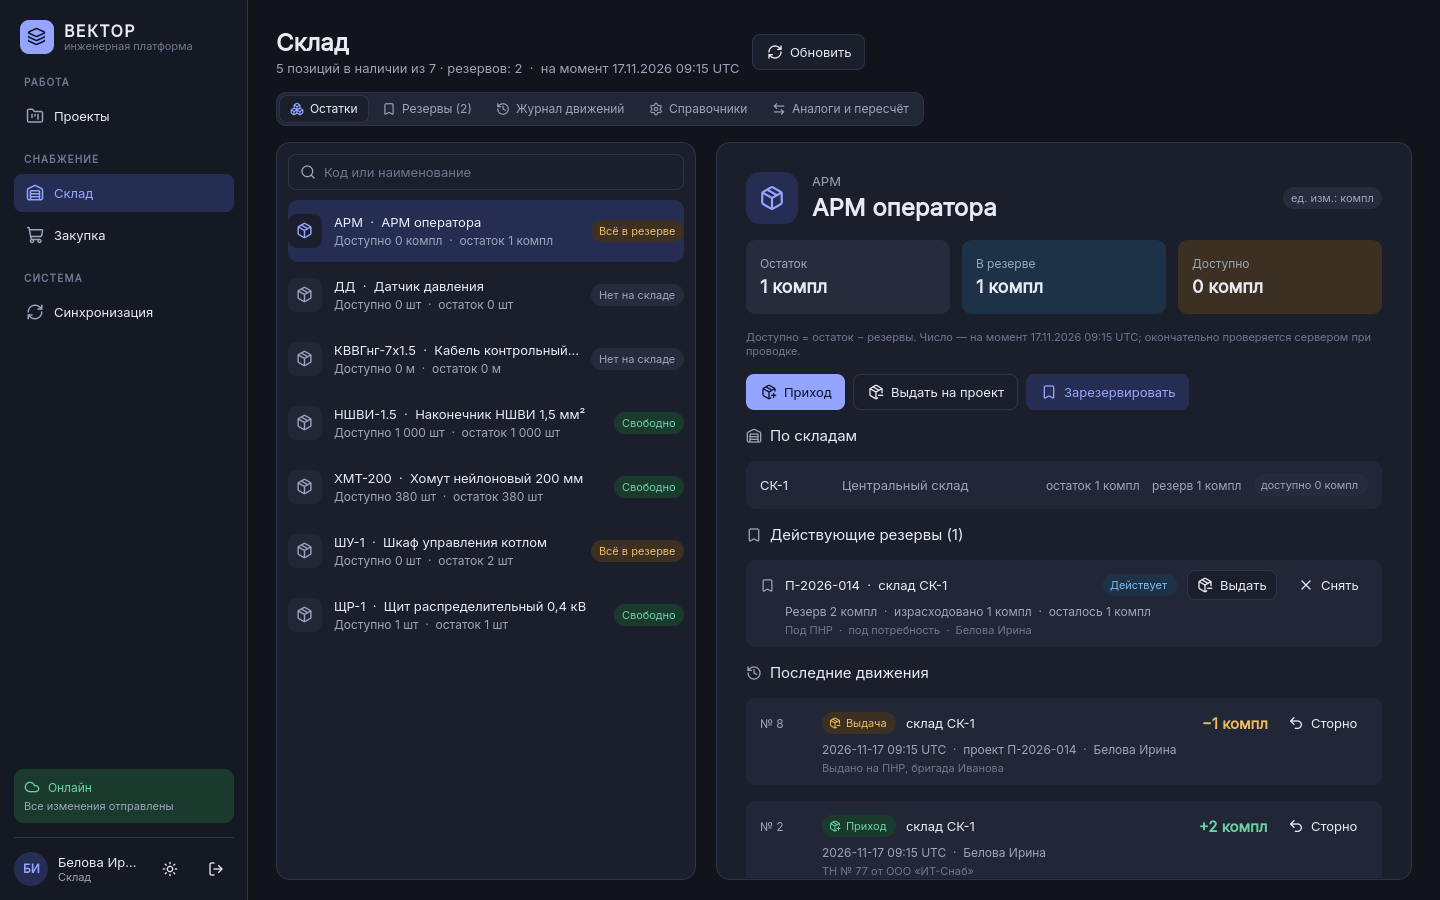 ВЕКТОР
инженерная платформа
РАБОТА
Проекты
СНАБЖЕНИЕ
Склад
Закупка
СИСТЕМА
Синхронизация
Онлайн
Все изменения отправлены
БИ
Белова Ир...
Склад
Склад
5 позиций в наличии из 7 · резервов: 2 · на момент 17.11.2026 09:15 UTC
Обновить
Остатки
Резервы (2)
Журнал движений
Справочники
Аналоги и пересчёт
Код или наименование
АРМ · АРМ оператора
Доступно 0 компл · остаток 1 компл
Всё в резерве
ДД · Датчик давления
Доступно 0 шт · остаток 0 шт
Нет на складе
КВВГнг-7х1.5 · Кабель контрольный...
Доступно 0 м · остаток 0 м
Нет на складе
НШВИ-1.5 · Наконечник НШВИ 1,5 мм²
Доступно 1 000 шт · остаток 1 000 шт
Свободно
ХМТ-200 · Хомут нейлоновый 200 мм
Доступно 380 шт · остаток 380 шт
Свободно
ШУ-1 · Шкаф управления котлом
Доступно 0 шт · остаток 2 шт
Всё в резерве
ЩР-1 · Щит распределительный 0,4 кВ
Доступно 1 шт · остаток 1 шт
Свободно
АРМ
АРМ оператора
ед. изм.: компл
Остаток
1 компл
В резерве
1 компл
Доступно
0 компл
Доступно = остаток − резервы. Число — на момент 17.11.2026 09:15 UTC; окончательно проверяется сервером при
проводке.
Приход
Выдать на проект
Зарезервировать
По складам
СК-1
Центральный склад
остаток 1 компл
резерв 1 компл
доступно 0 компл
Действующие резервы (1)
П-2026-014 · склад СК-1
Действует
Выдать
Снять
Резерв 2 компл · израсходовано 1 компл · осталось 1 компл
Под ПНР · под потребность · Белова Ирина
Последние движения
№ 8
Выдача
склад СК-1
−1 компл
Сторно
2026-11-17 09:15 UTC · проект П-2026-014 · Белова Ирина
Выдано на ПНР, бригада Иванова
№ 2
Приход
склад СК-1
+2 компл
Сторно
2026-11-17 09:15 UTC · Белова Ирина
ТН № 77 от ООО «ИТ-Снаб»